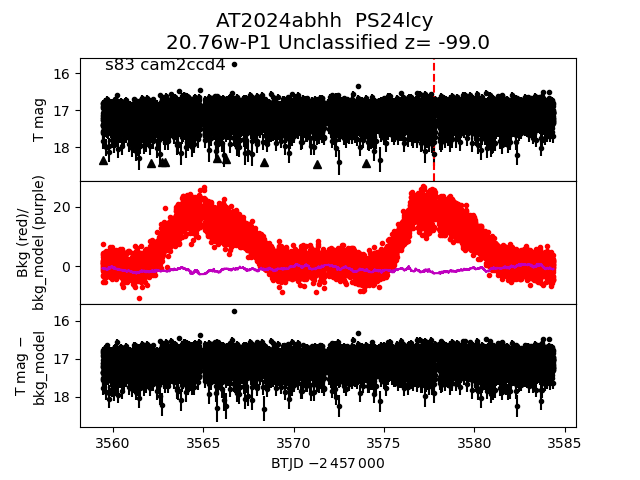 AT2024abhh PS24lcy
20.76w-P1 Unclassified z= -99.0
s83 cam2ccd4
16
17
18
T mag
20
0
Bkg (red)/
bkg_model (purple)
16
17
18
T mag −
bkg_model
3560 3565 3570 3575 3580 3585
BTJD −2 457 000